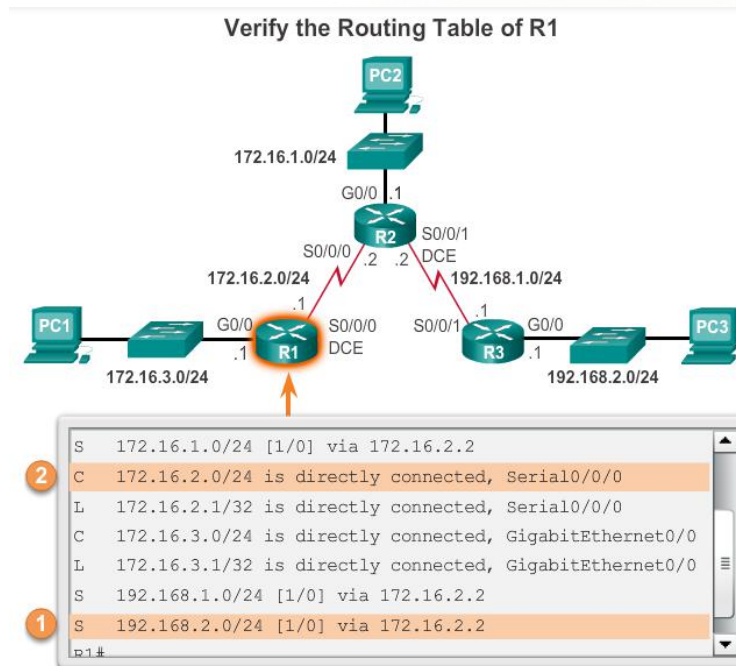 Verify the Routing Table of R1
PC2
172.16.1.0/24
G0/0 .1
R2
S0/0/0 .2 .2 S0/0/1
DCE
172.16.2.0/24
192.168.1.0/24
.1
.1
PC1
G0/0
.1
R1
S0/0/0
DCE
S0/0/1
R3
G0/0
.1
PC3
172.16.3.0/24
192.168.2.0/24
S 172.16.1.0/24 [1/0] via 172.16.2.2
2 C 172.16.2.0/24 is directly connected, Serial0/0/0
L 172.16.2.1/32 is directly connected, Serial0/0/0
C 172.16.3.0/24 is directly connected, GigabitEthernet0/0
L 172.16.3.1/32 is directly connected, GigabitEthernet0/0
S 192.168.1.0/24 [1/0] via 172.16.2.2
1 S 192.168.2.0/24 [1/0] via 172.16.2.2
R1#